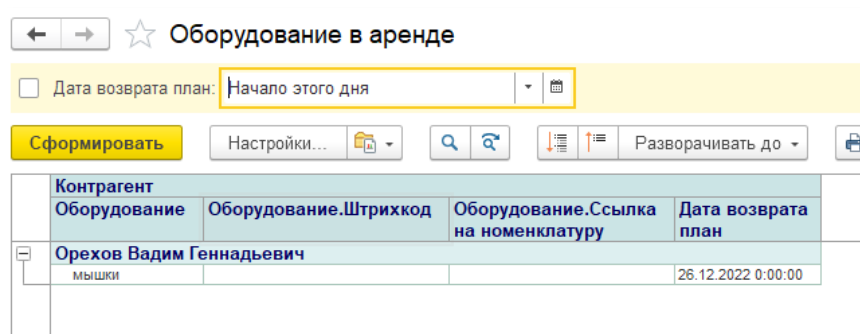 Оборудование в аренде
Дата возврата план: Начало этого дня
Сформировать Настройки... Разворачивать до
Контрагент
Оборудование Оборудование.Штрихкод Оборудование.Ссылка на номенклатуру Дата возврата план
Орехов Вадим Геннадьевич
мышки 26.12.2022 0:00:00